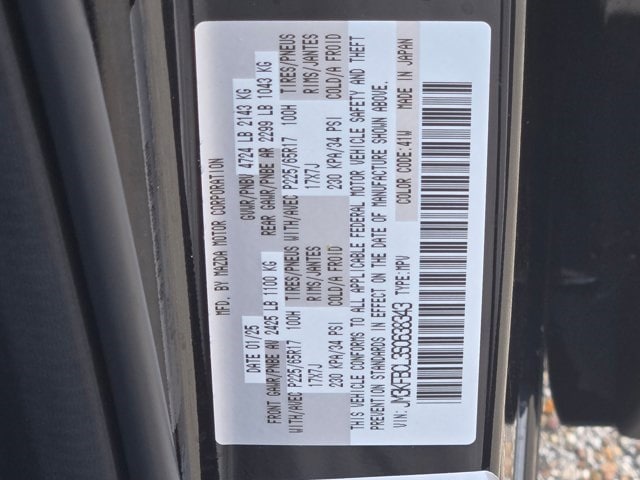 MFD. BY MAZDA MOTOR CORPORATION
DATE 01/25 GVWR/PNBV 4724 LB 2143 KG
FRONT GAWR/PNBE AV 2425 LB 1100 KG REAR GAWR/PNBE AR 2299 LB 1043 KG
WITH/AVEC P225/65R17 100H TIRES/PNEUS WITH/AVEC P225/65R17 100H TIRES/PNEUS
17X7J RIMS/JANTES 17X7J RIMS/JANTES
230 KPA/34 PSI COLD/A FROID 230 KPA/34 PSI COLD/A FROID
THIS VEHICLE CONFORMS TO ALL APPLICABLE FEDERAL MOTOR VEHICLE SAFETY AND THEFT
PREVENTION STANDARDS IN EFFECT ON THE DATE OF MANUFACTURE SHOWN ABOVE.
VIN: JM3KFBCL3S0638343 TYPE:MPV COLOR CODE:41W MADE IN JAPAN